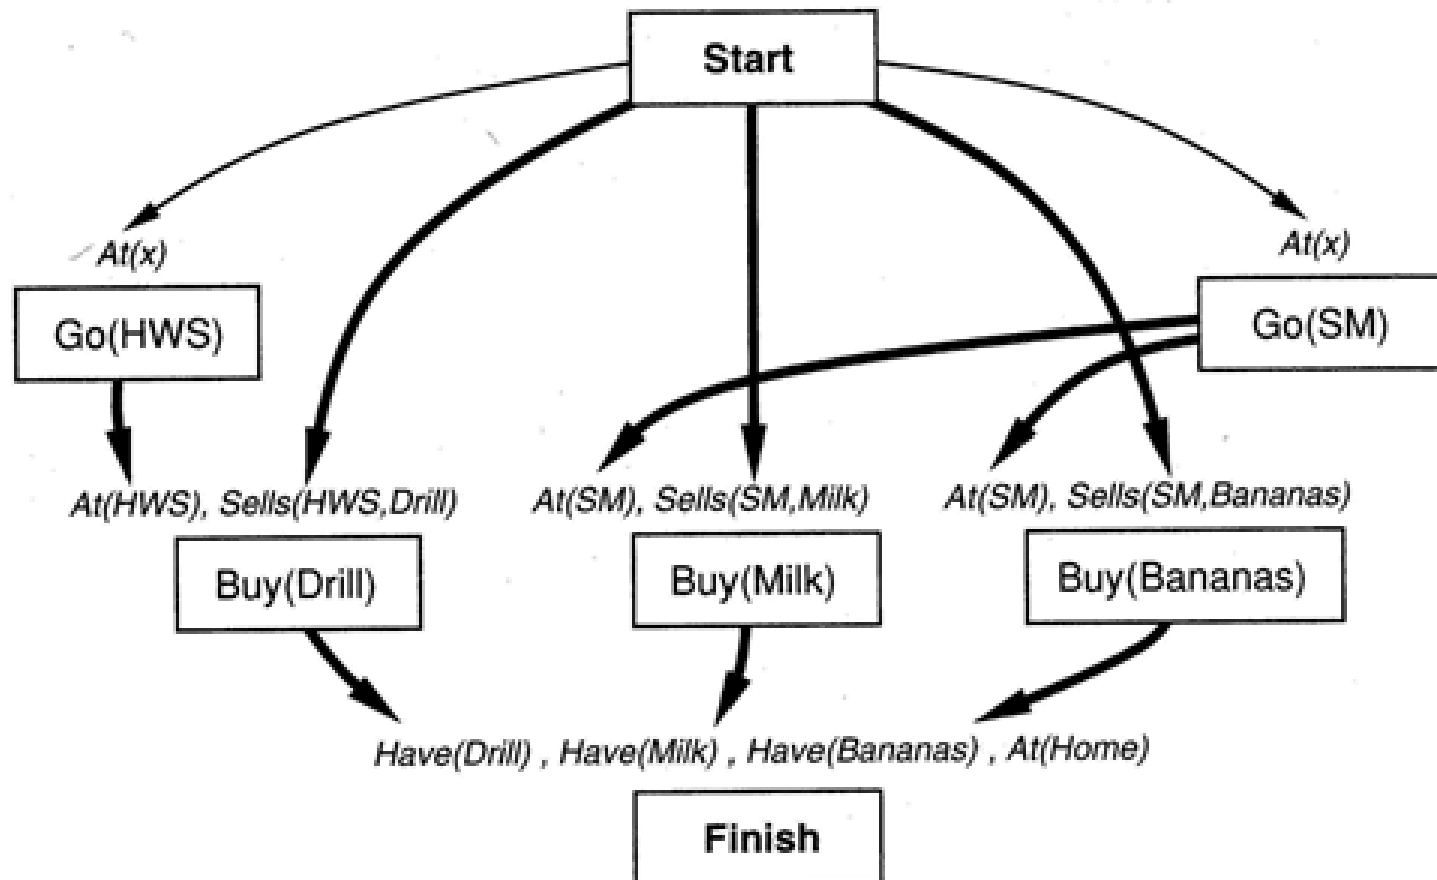 Start
At(x)
At(x)
Go(HWS)
Go(SM)
At(HWS), Sells(HWS,Drill)
At(SM), Sells(SM,Milk)
At(SM), Sells(SM,Bananas)
Buy(Drill)
Buy(Milk)
Buy(Bananas)
Have(Drill) , Have(Milk) , Have(Bananas) , At(Home)
Finish